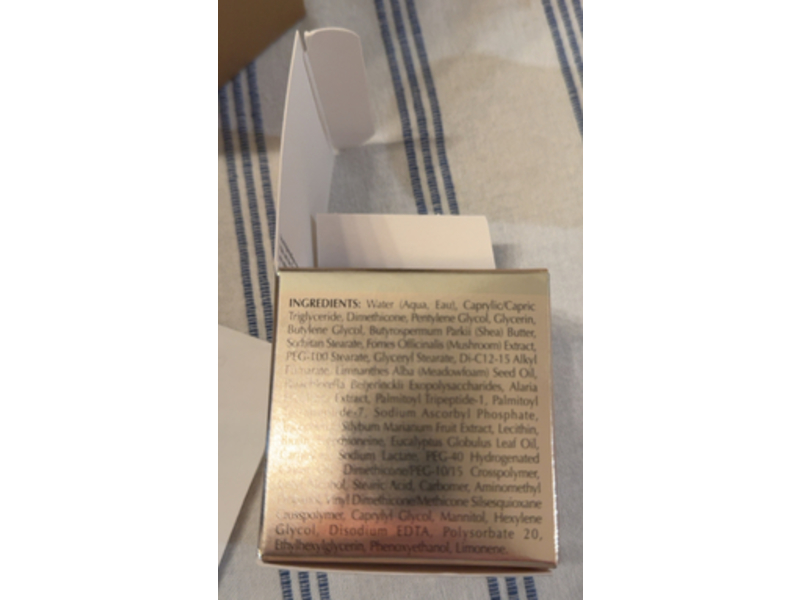 INGREDIENTS: Water (Aqua, Eau), Caprylic/Capric
Triglyceride, Dimethicone, Pentylene Glycol, Glycerin,
Butylene Glycol, Butyrospermum Parkii (Shea) Butter,
Sorbitan Stearate, Fomes Officinalis (Mushroom) Extract,
PEG-100 Stearate, Glyceryl Stearate, Di-C12-15 Alkyl
Limnanthes Alba (Meadowfoam) Seed Oil,
Beijerinckii Exopolysaccharides, Alaria
Extract, Palmitoyl Tripeptide-1, Palmitoyl
Sodium Ascorbyl Phosphate,
Silybum Marianum Fruit Extract, Lecithin,
Eucalyptus Globulus Leaf Oil,
Sodium Lactate, PEG-40 Hydrogenated
Dimethicone/PEG-10/15 Crosspolymer,
Stearic Acid, Carbomer, Aminomethyl
Vinyl Dimethicone/Methicone Silsesquioxane
Crosspolymer, Caprylyl Glycol, Mannitol, Hexylene
Glycol, Disodium EDTA, Polysorbate 20,
Ethylhexylglycerin, Phenoxyethanol, Limonene.